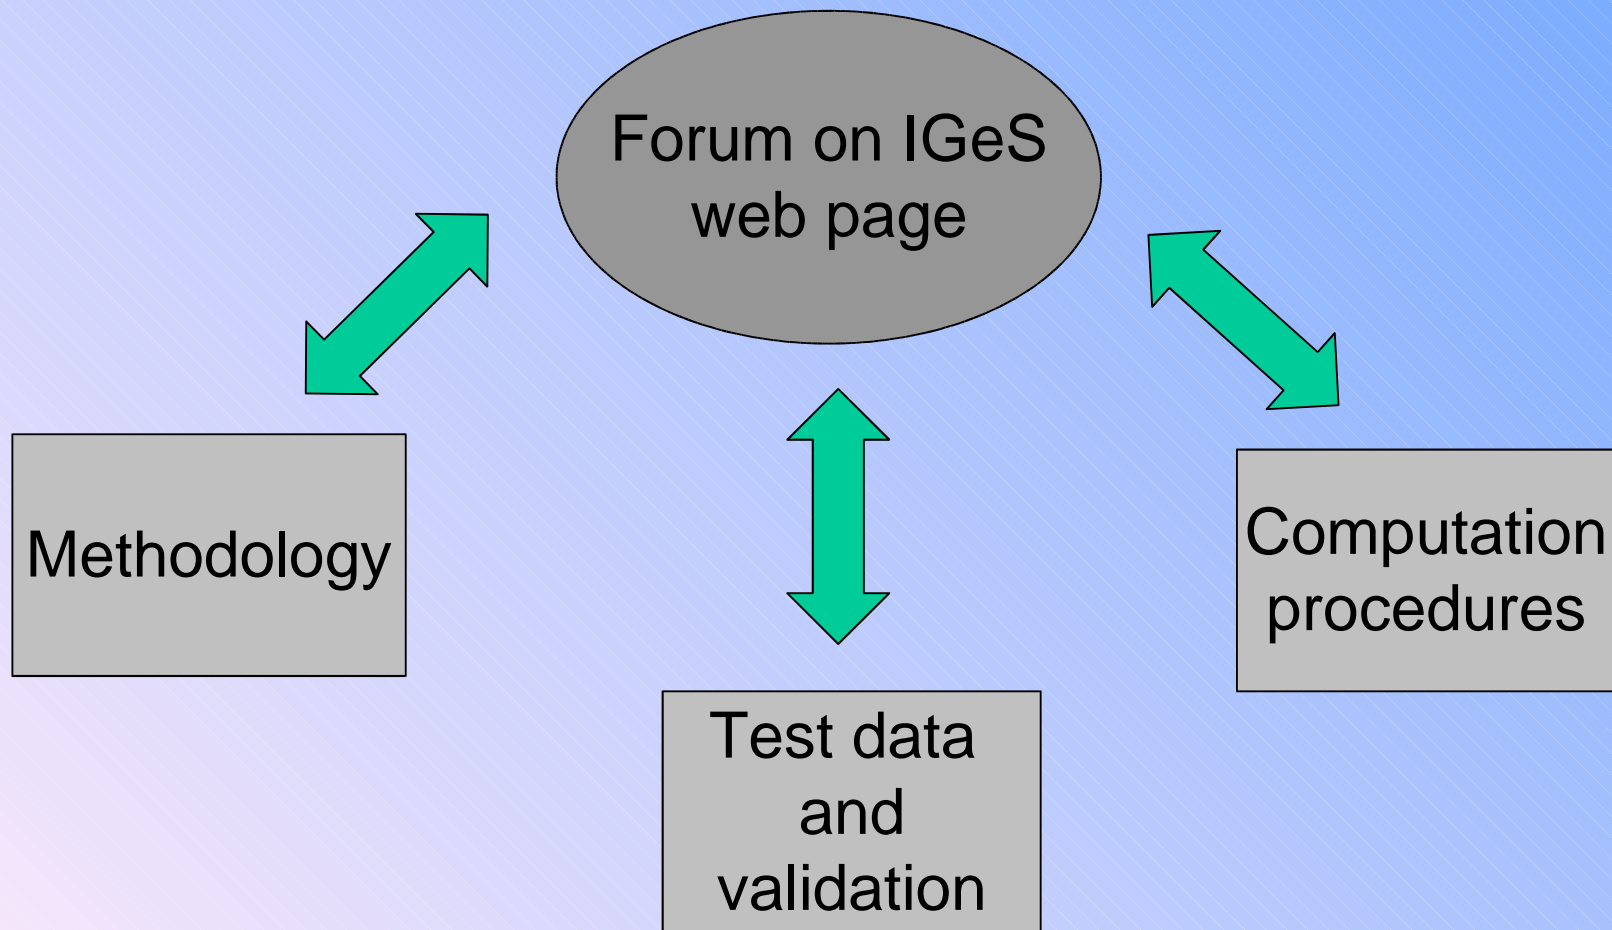 Forum on IGeS
web page
Methodology
Computation
procedures
Test data
and
validation